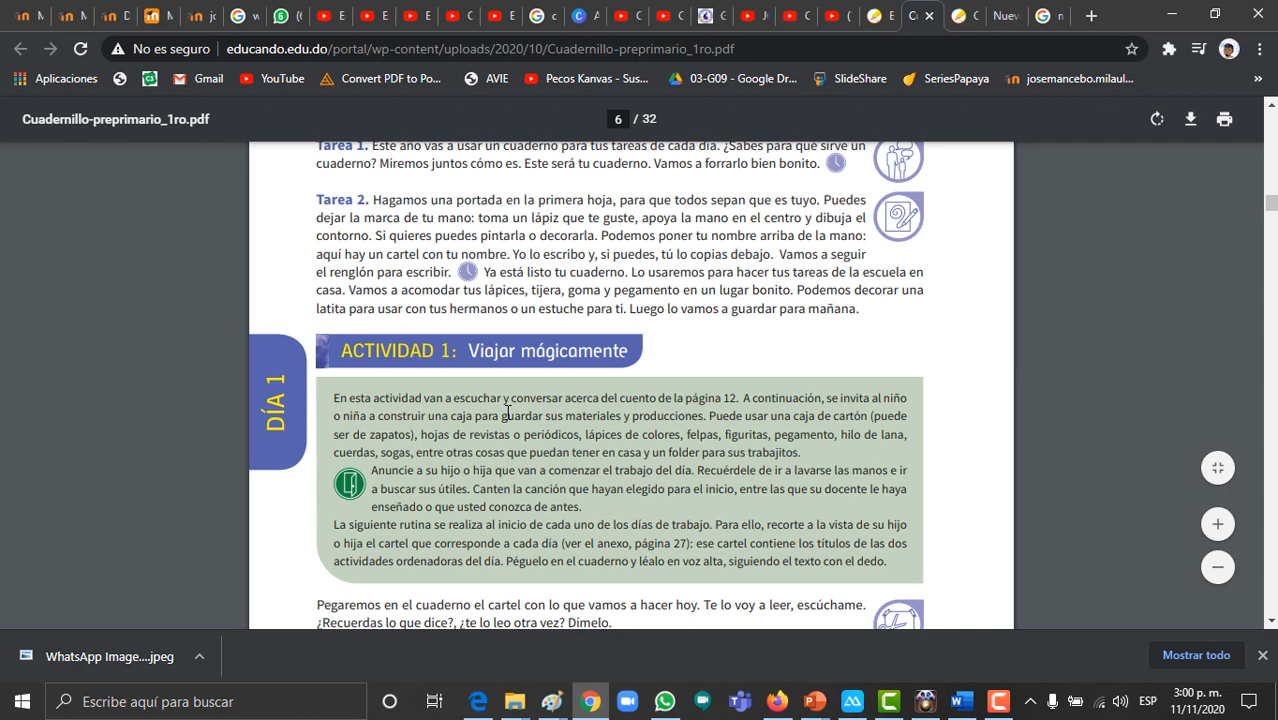 No es seguro
educando.edu.do/portal/wp-content/uploads/2020/10/Cuadernillo-preprimario_1ro.pdf
Aplicaciones
Gmail
YouTube
Convert PDF to Po...
AVIE
Pecos Kanvas - Sus...
03-G09 - Google Dr...
SlideShare
SeriesPapaya
josemancebo.milaul...
Cuadernillo-preprimario_1ro.pdf
6 / 32
Tarea 1. Este año vas a usar un cuaderno para tus tareas de cada día. ¿Sabes para qué sirve un
cuaderno? Miremos juntos cómo es. Este será tu cuaderno. Vamos a forrarlo bien bonito.
Tarea 2. Hagamos una portada en la primera hoja, para que todos sepan que es tuyo. Puedes
dejar la marca de tu mano: toma un lápiz que te guste, apoya la mano en el centro y dibuja el
contorno. Si quieres puedes pintarla o decorarla. Podemos poner tu nombre arriba de la mano:
aquí hay un cartel con tu nombre. Yo lo escribo y, si puedes, tú lo copias debajo. Vamos a seguir
el renglón para escribir. Ya está listo tu cuaderno. Lo usaremos para hacer tus tareas de la escuela en
casa. Vamos a acomodar tus lápices, tijera, goma y pegamento en un lugar bonito. Podemos decorar una
latita para usar con tus hermanos o un estuche para ti. Luego lo vamos a guardar para mañana.
DÍA 1
ACTIVIDAD 1: Viajar mágicamente
En esta actividad van a escuchar y conversar acerca del cuento de la página 12. A continuación, se invita al niño
o niña a construir una caja para guardar sus materiales y producciones. Puede usar una caja de cartón (puede
ser de zapatos), hojas de revistas o periódicos, lápices de colores, felpas, figuritas, pegamento, hilo de lana,
cuerdas, sogas, entre otras cosas que puedan tener en casa y un folder para sus trabajitos.
Anuncie a su hijo o hija que van a comenzar el trabajo del día. Recuérdele de ir a lavarse las manos e ir
a buscar sus útiles. Canten la canción que hayan elegido para el inicio, entre las que su docente le haya
enseñado o que usted conozca de antes.
La siguiente rutina se realiza al inicio de cada uno de los días de trabajo. Para ello, recorte a la vista de su hijo
o hija el cartel que corresponde a cada día (ver el anexo, página 27): ese cartel contiene los títulos de las dos
actividades ordenadoras del día. Péguelo en el cuaderno y léalo en voz alta, siguiendo el texto con el dedo.
Pegaremos en el cuaderno el cartel con lo que vamos a hacer hoy. Te lo voy a leer, escúchame.
¿Recuerdas lo que dice?, ¿te lo leo otra vez? Dímelo.
WhatsApp Image....jpeg
Mostrar todo
Escribe aquí para buscar
ESP
3:00 p. m.
11/11/2020